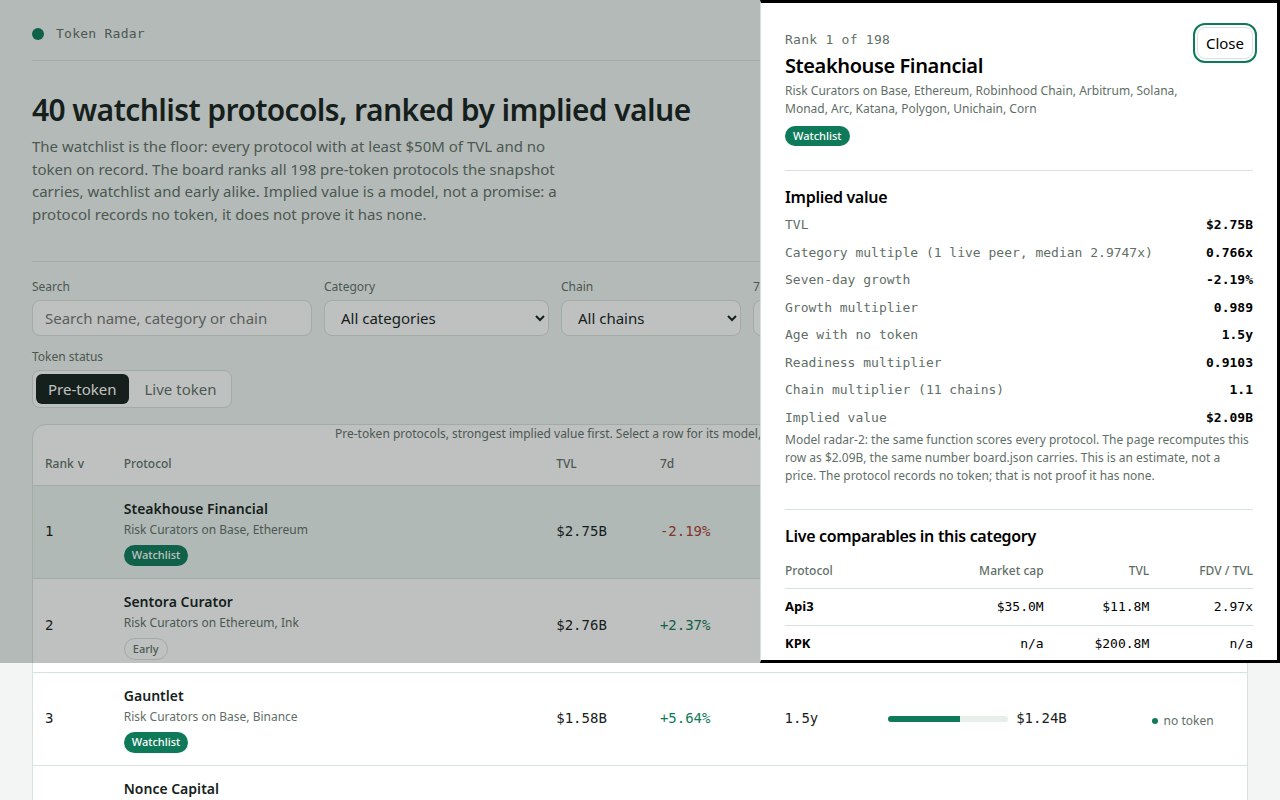 Token Radar
40 watchlist protocols, ranked by implied value
The watchlist is the floor: every protocol with at least $50M of TVL and no
token on record. The board ranks all 198 pre-token protocols the snapshot
carries, watchlist and early alike. Implied value is a model, not a promise: a
protocol records no token, it does not prove it has none.
Search
Category
Chain
7
Search name, category or chain
All categories
All chains
Token status
Pre-token
Live token
Pre-token protocols, strongest implied value first. Select a row for its model,
Rank v
Protocol
TVL
7d
1
Steakhouse Financial
Risk Curators on Base, Ethereum
Watchlist
$2.75B
-2.19%
2
Sentora Curator
Risk Curators on Ethereum, Ink
Early
$2.76B
+2.37%
3
Gauntlet
Risk Curators on Base, Binance
Watchlist
$1.58B
+5.64%
1.5y
$1.24B
no token
Nonce Capital
Rank 1 of 198
Close
Steakhouse Financial
Risk Curators on Base, Ethereum, Robinhood Chain, Arbitrum, Solana,
Monad, Arc, Katana, Polygon, Unichain, Corn
Watchlist
Implied value
TVL $2.75B
Category multiple (1 live peer, median 2.9747x) 0.766x
Seven-day growth -2.19%
Growth multiplier 0.989
Age with no token 1.5y
Readiness multiplier 0.9103
Chain multiplier (11 chains) 1.1
Implied value $2.09B
Model radar-2: the same function scores every protocol. The page recomputes this
row as $2.09B, the same number board.json carries. This is an estimate, not a
price. The protocol records no token; that is not proof it has none.
Live comparables in this category
Protocol Market cap TVL FDV / TVL
Api3 $35.0M $11.8M 2.97x
KPK n/a $200.8M n/a